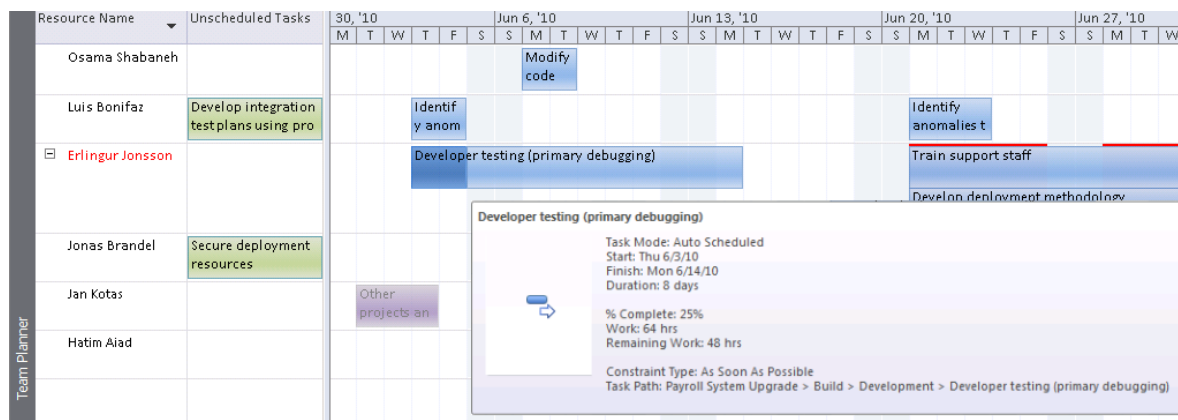 Resource Name Unscheduled Tasks 30, '10 Jun 6, '10 Jun 13, '10 Jun 20, '10 Jun 27, '10
M T W T F S S M T W T F S S M T W T F S S M T W T F S S M T W
Osama Shabaneh
Modify
code
Luis Bonifaz
Develop integration
test plans using pro
Identif
y anom
Identify
anomalies t
Erlingur Jonsson
Developer testing (primary debugging)
Train support staff
Develop deployment methodology
Developer testing (primary debugging)
Task Mode: Auto Scheduled
Start: Thu 6/3/10
Finish: Mon 6/14/10
Duration: 8 days
% Complete: 25%
Work: 64 hrs
Remaining Work: 48 hrs
Constraint Type: As Soon As Possible
Task Path: Payroll System Upgrade > Build > Development > Developer testing (primary debugging)
Jonas Brandel
Secure deployment
resources
Jan Kotas
Other
projects an
Hatim Aiad
Team Planner